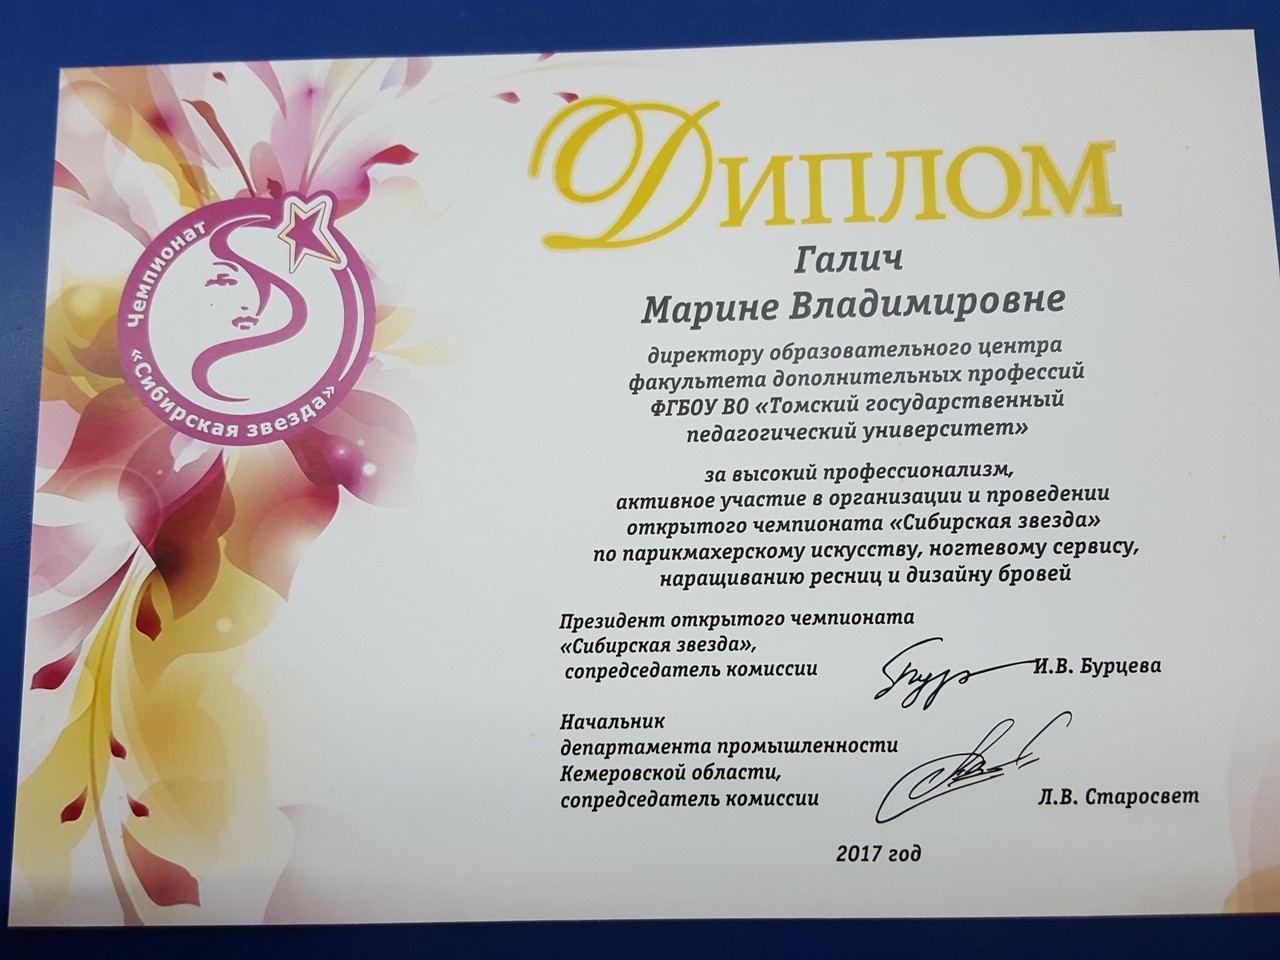 Чемпионат
«Сибирская звезда»
Диплом
Галич
Марине Владимировне
директору образовательного центра
факультета дополнительных профессий
ФГБОУ ВО «Томский государственный
педагогический университет»
за высокий профессионализм,
активное участие в организации и проведении
открытого чемпионата «Сибирская звезда»
по парикмахерскому искусству, ногтевому сервису,
наращиванию ресниц и дизайну бровей
Президент открытого чемпионата
«Сибирская звезда»,
сопредседатель комиссии
И.В. Бурцева
Начальник
департамента промышленности
Кемеровской области,
сопредседатель комиссии
Л.В. Старосвет
2017 год